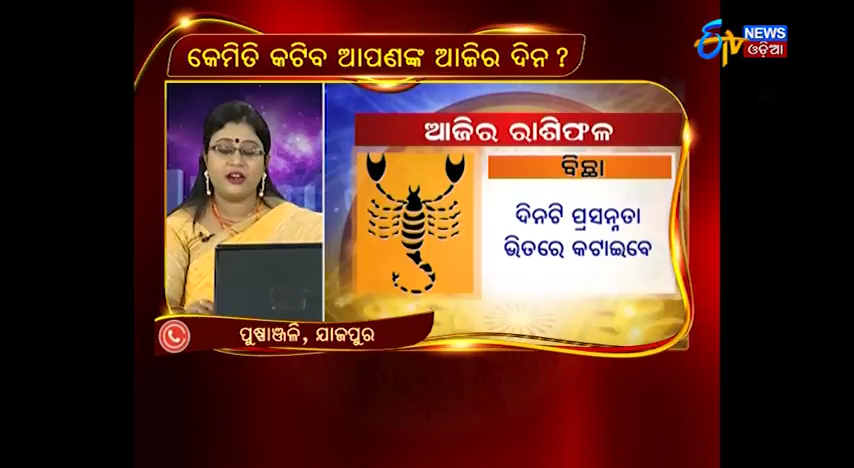 କେମିତି କଟିବ ଆପଣଙ୍କ ଆଜିର ଦିନ ?
ETV NEWS
ଓଡ଼ିଆ
ଆଜିର ରାଶିଫଳ
ବିଛା
ଦିନଟି ପ୍ରସନ୍ନତା
ଭିତରେ କଟାଇବେ
ପୁଷ୍ପାଞ୍ଜଳି, ଯାଜପୁର